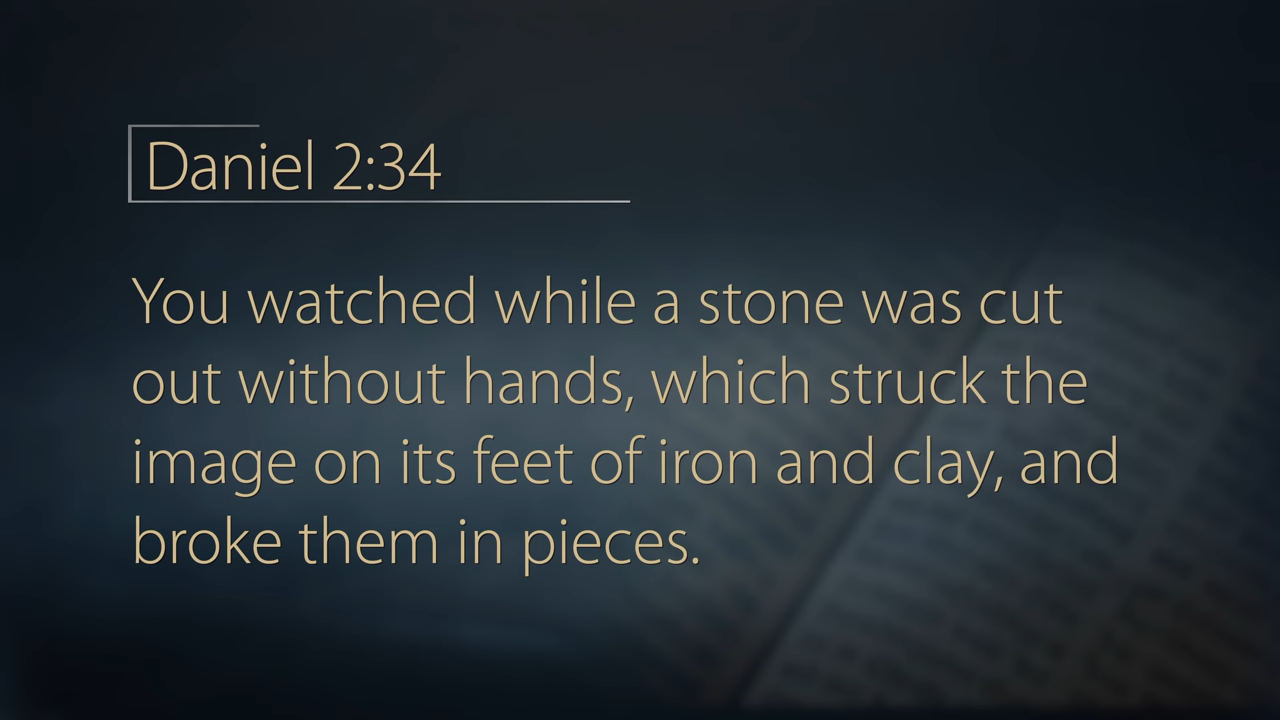 Daniel 2:34
You watched while a stone was cut
out without hands, which struck the
image on its feet of iron and clay, and
broke them in pieces.